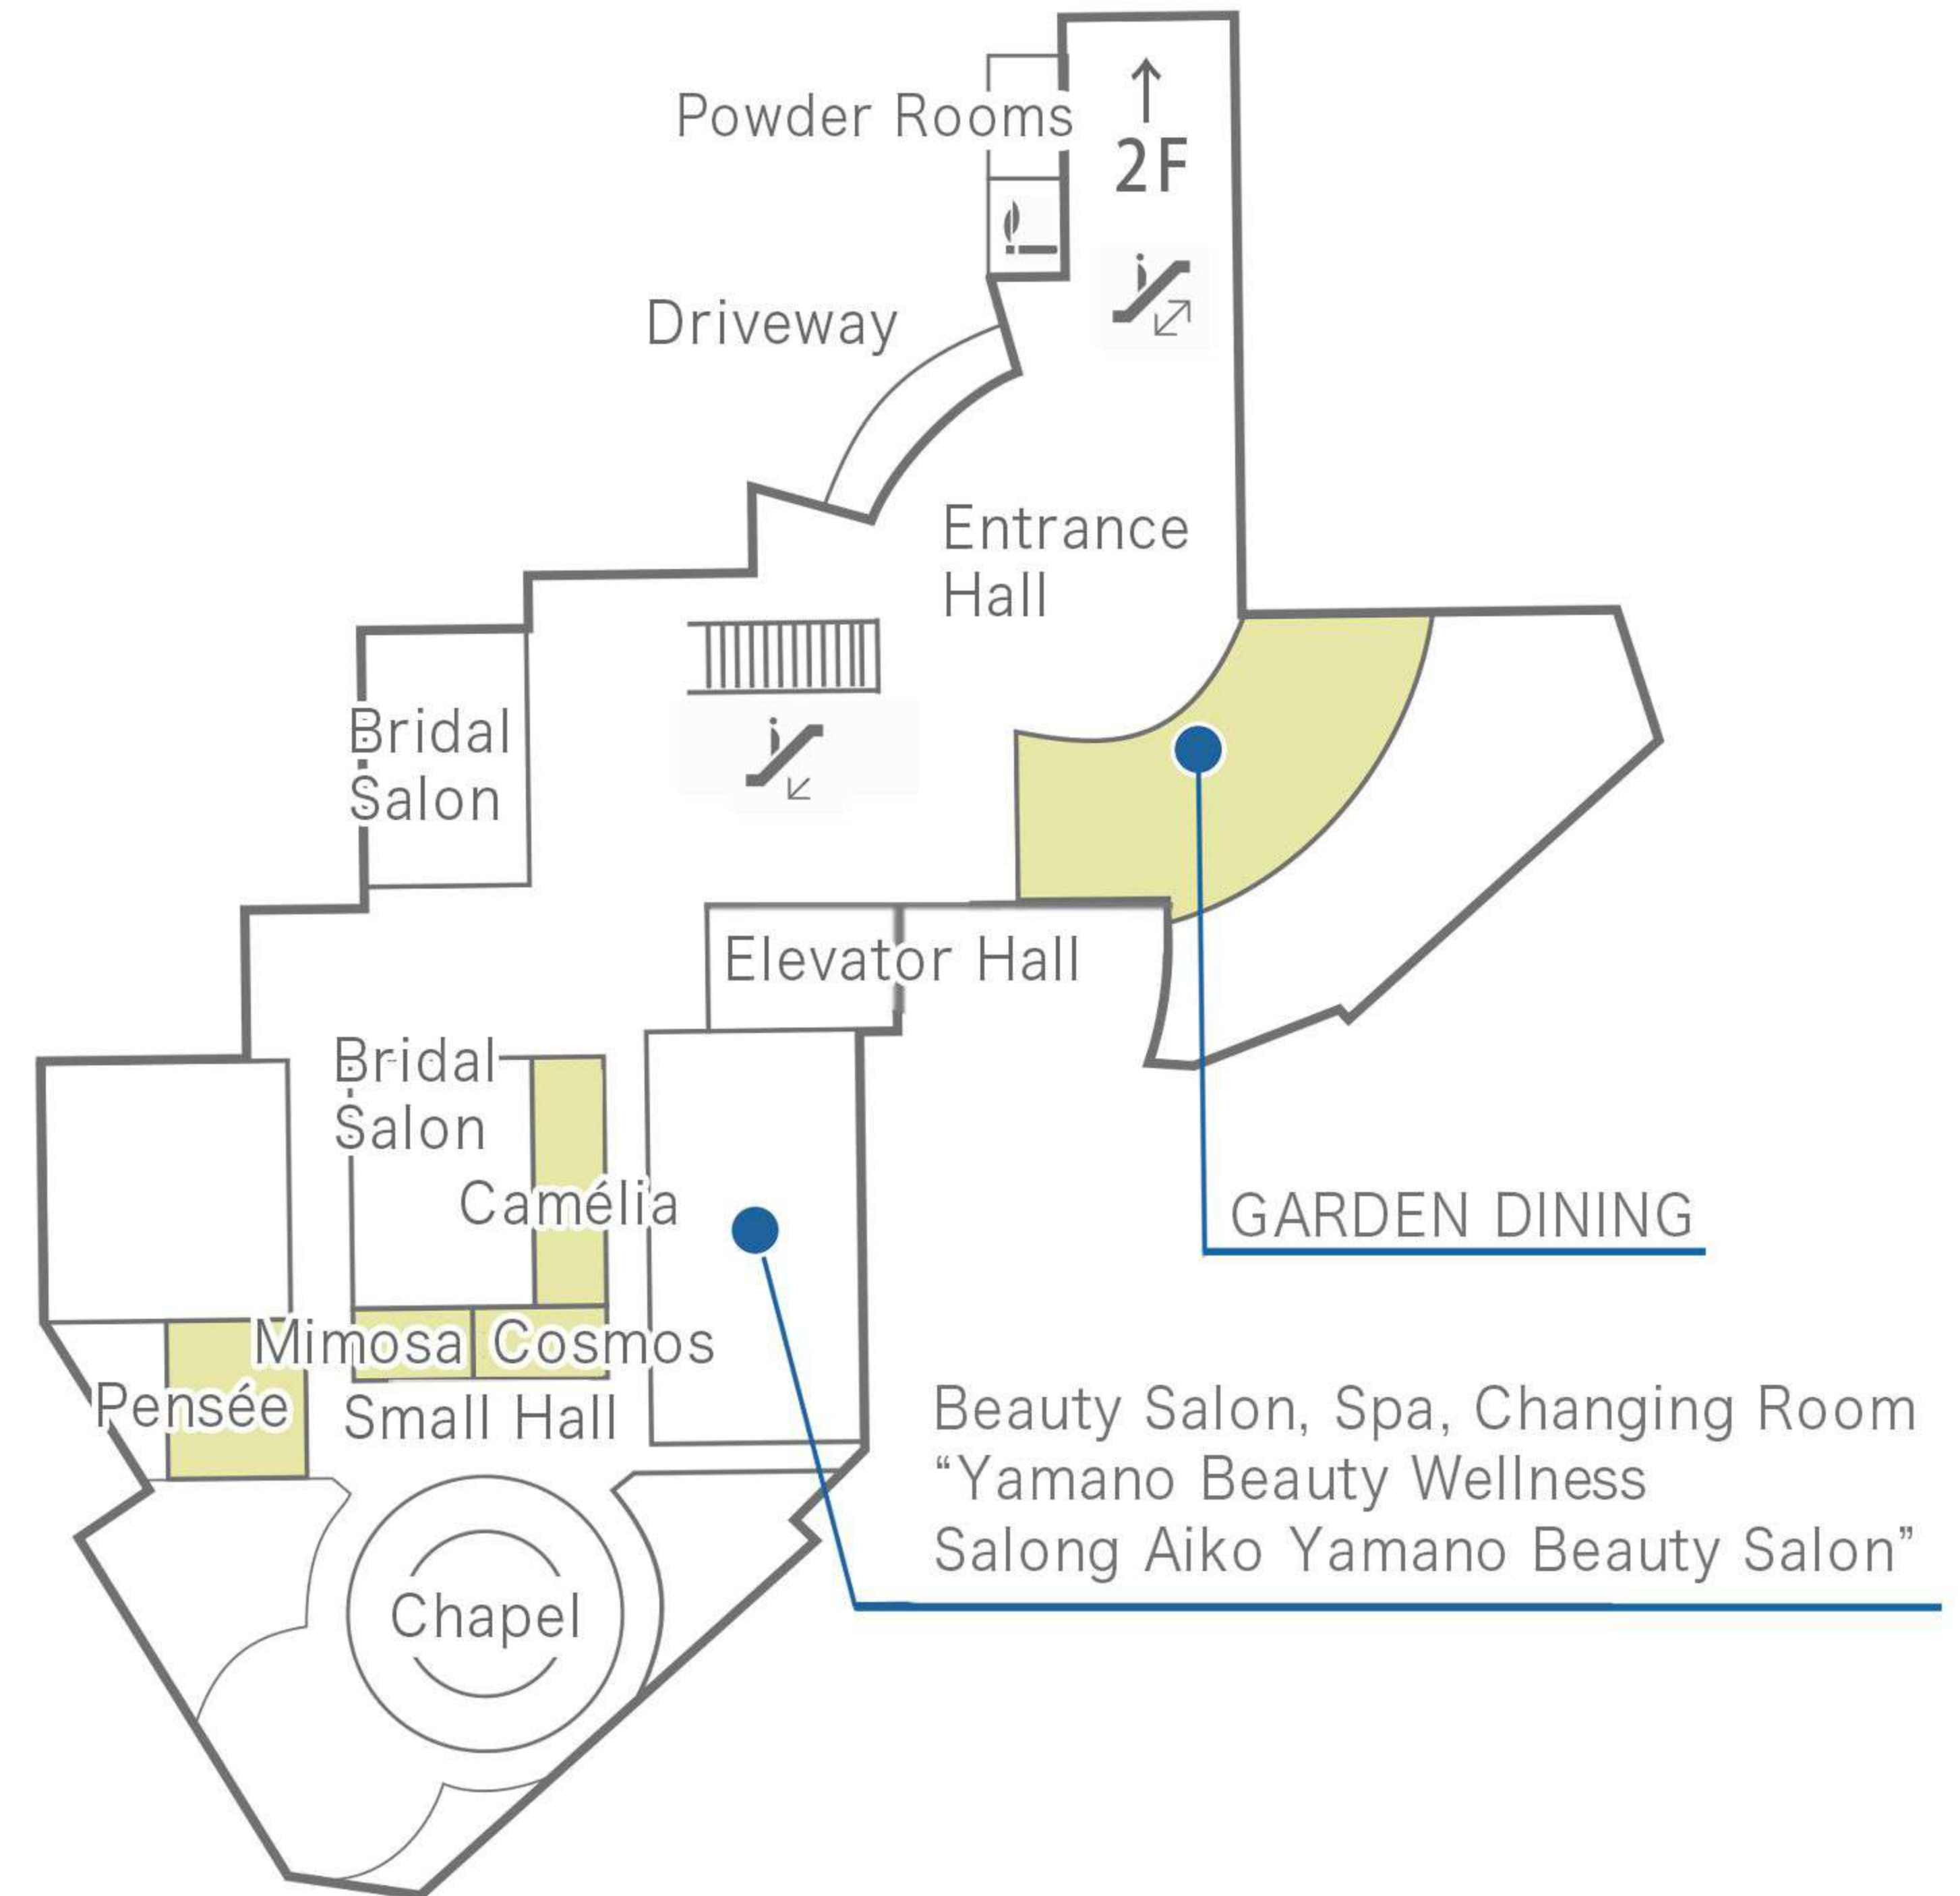 Powder Rooms
↑
2F
Driveway
Entrance
Hall
Bridal
Salon
Elevator Hall
Bridal
Salon
Camélia
GARDEN DINING
Mimosa
Cosmos
Pensée
Small Hall
Beauty Salon, Spa, Changing Room
“Yamano Beauty Wellness
Salong Aiko Yamano Beauty Salon”
Chapel